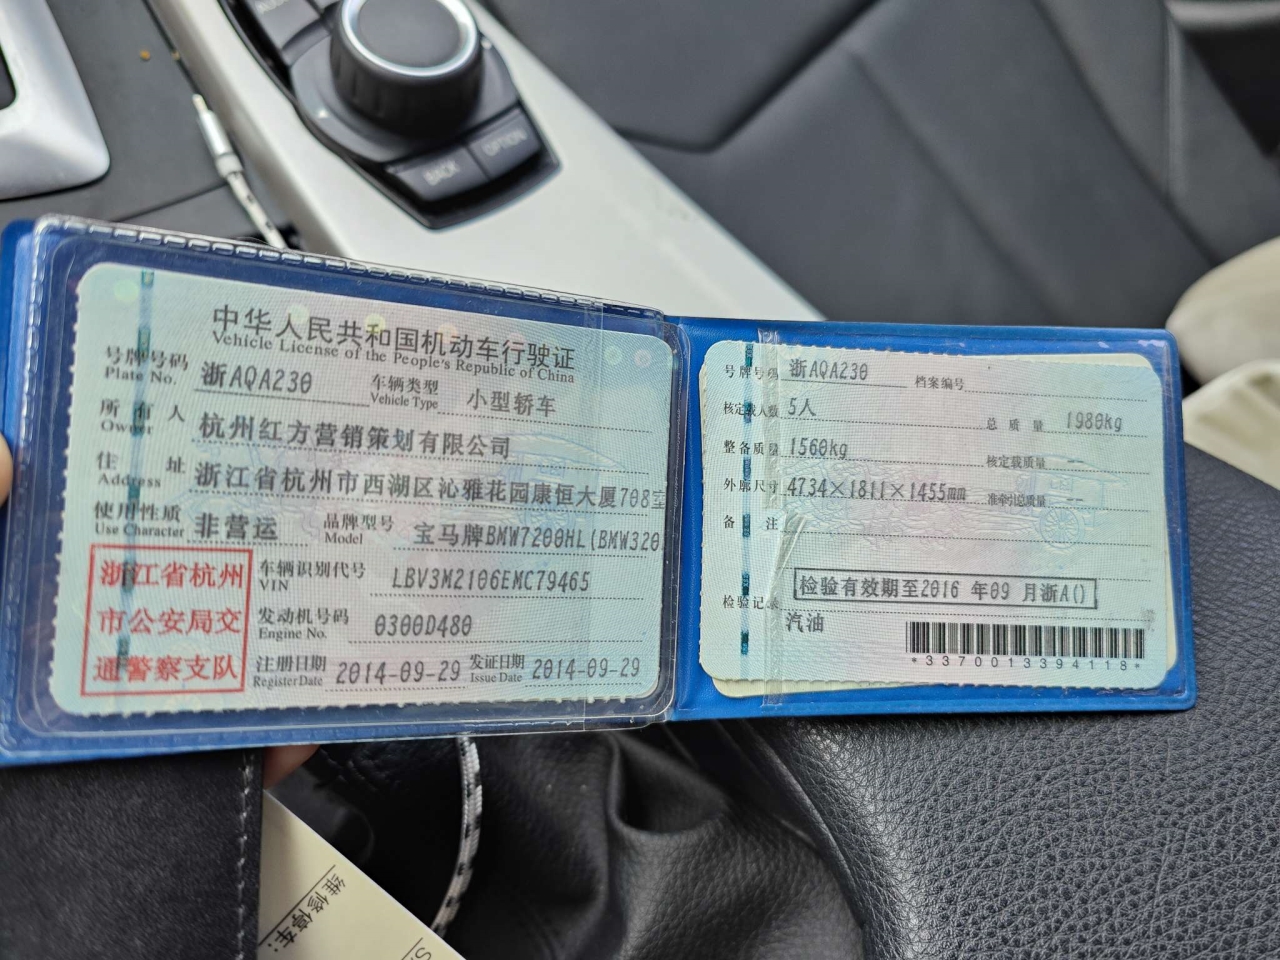 BACK
OPTION
中华人民共和国机动车行驶证
Vehicle License of the People's Republic of China
号牌号码 浙AQA230 车辆类型 小型轿车
Plate No. Vehicle Type
所有人 杭州红方营销策划有限公司
Owner
住址 浙江省杭州市西湖区沁雅花园康恒大厦708室
Address
使用性质 非营运 品牌型号 宝马牌BMW7200HL(BMW320
Use Character Model
浙江省杭州
市公安局交
通警察支队
车辆识别代号 LBV3M2106EMC79465
VIN
发动机号码 0300D480
Engine No.
注册日期 2014-09-29 发证日期 2014-09-29
Register Date Issue Date
号牌号码 浙AQA230 档案编号
核定载人数 5人 总质量 1980kg
整备质量 1560kg 核定载质量 --
外廓尺寸 4734×1811×1455mm 准牵引总质量 --
备注
检验有效期至2016 年09 月浙A()
检验记录
汽油
*3370013394118*
维修停车: